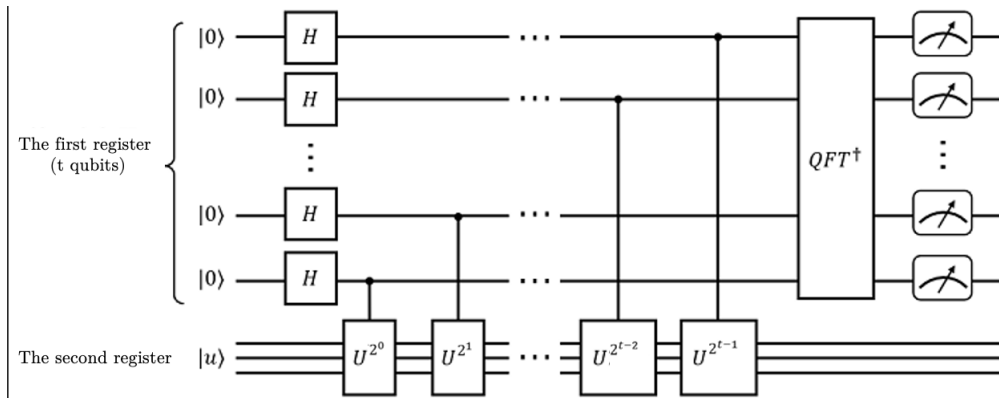 |0⟩ H ...
|0⟩ H ...
The first register
(t qubits)
⋮ QFT† ⋮
|0⟩ H ...
|0⟩ H
The second register |u⟩ U^{2^0} U^{2^1} ... U^{2^{t−2}} U^{2^{t−1}}